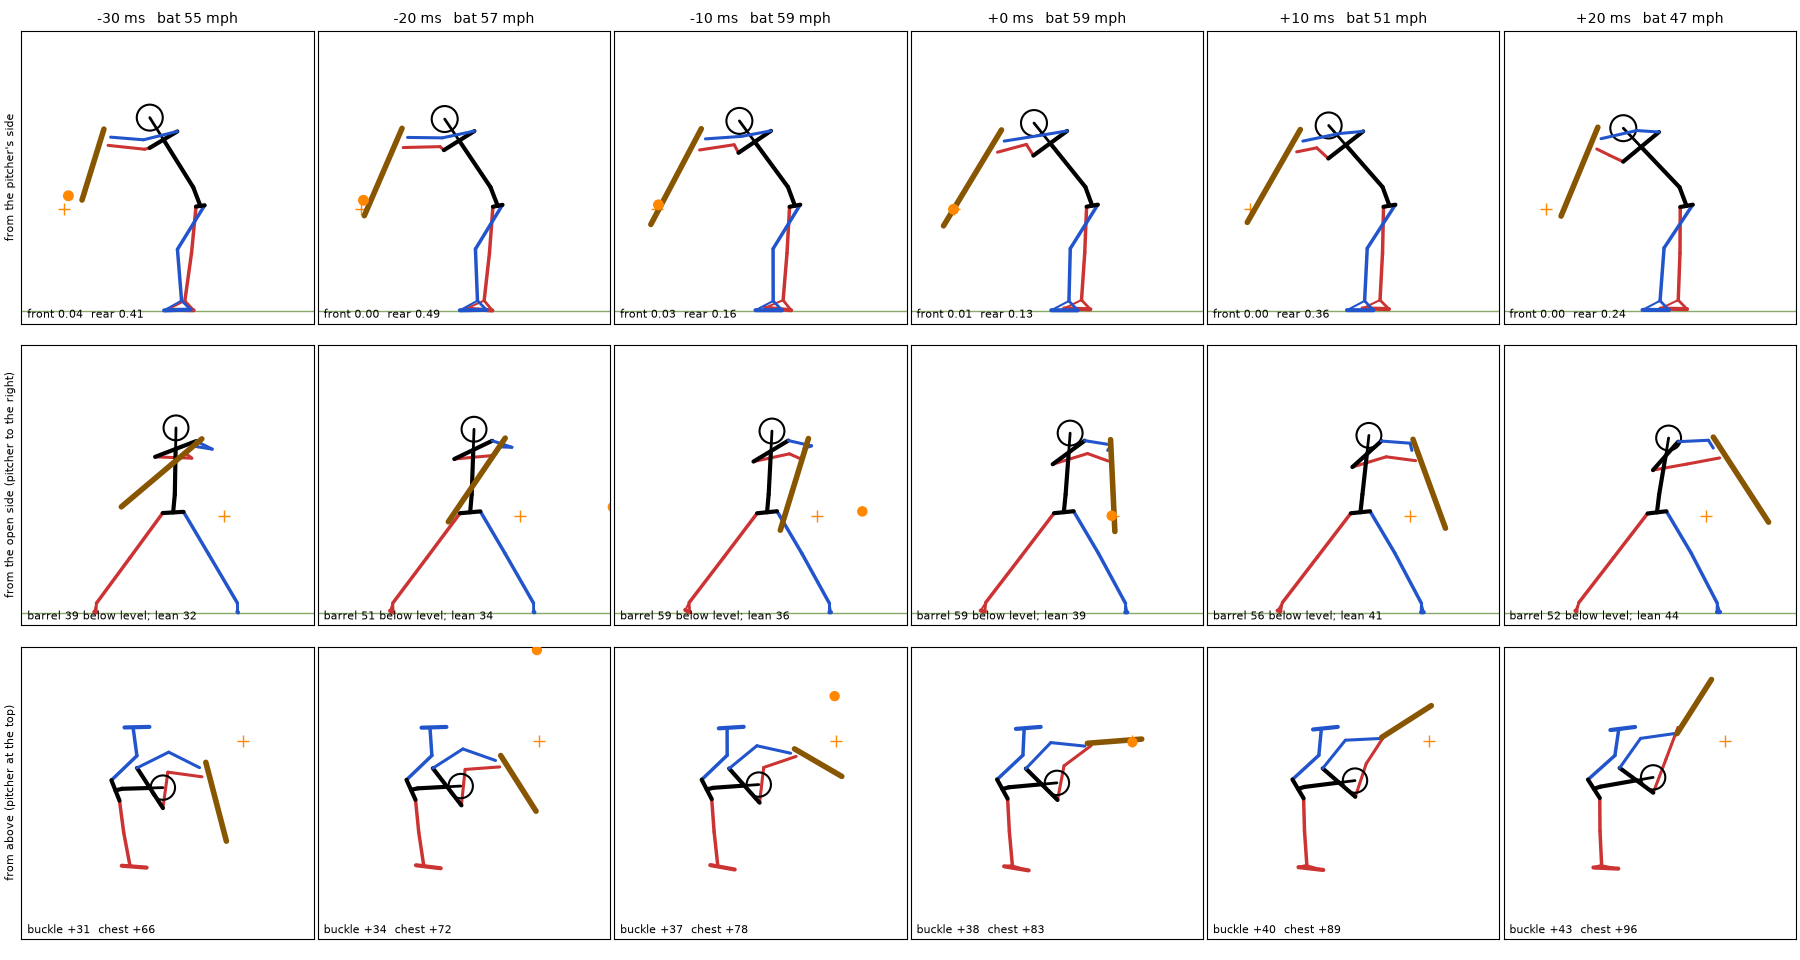 -30 ms   bat 55 mph
-20 ms   bat 57 mph
-10 ms   bat 59 mph
+0 ms   bat 59 mph
+10 ms   bat 51 mph
+20 ms   bat 47 mph
from the pitcher's side
front 0.04  rear 0.41
front 0.00  rear 0.49
front 0.03  rear 0.16
front 0.01  rear 0.13
front 0.00  rear 0.36
front 0.00  rear 0.24
from the open side (pitcher to the right)
barrel 39 below level; lean 32
barrel 51 below level; lean 34
barrel 59 below level; lean 36
barrel 59 below level; lean 39
barrel 56 below level; lean 41
barrel 52 below level; lean 44
from above (pitcher at the top)
buckle +31  chest +66
buckle +34  chest +72
buckle +37  chest +78
buckle +38  chest +83
buckle +40  chest +89
buckle +43  chest +96